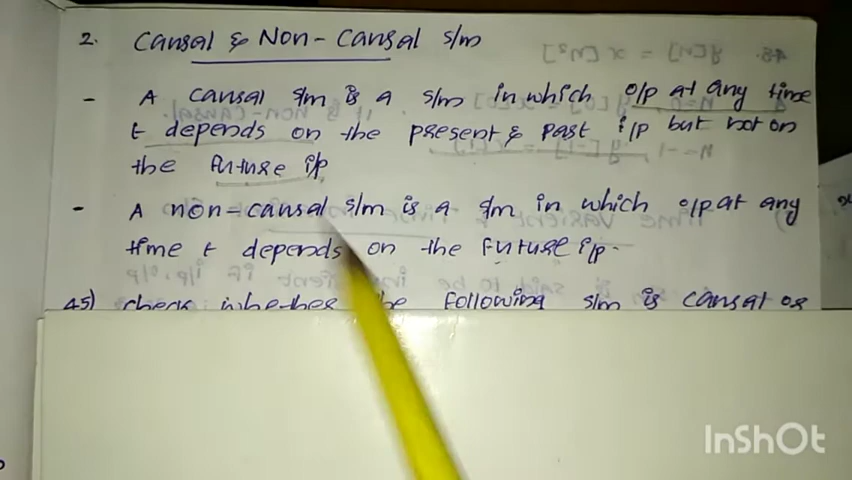 2. Causal & Non-Causal s/m
- A causal s/m is a s/m in which o/p at any time
t depends on the present & past i/p but not on
the future i/p
- A non-causal s/m is a s/m in which o/p at any
time t depends on the future i/p.
45) check whether the following s/m is causal or
InShOt